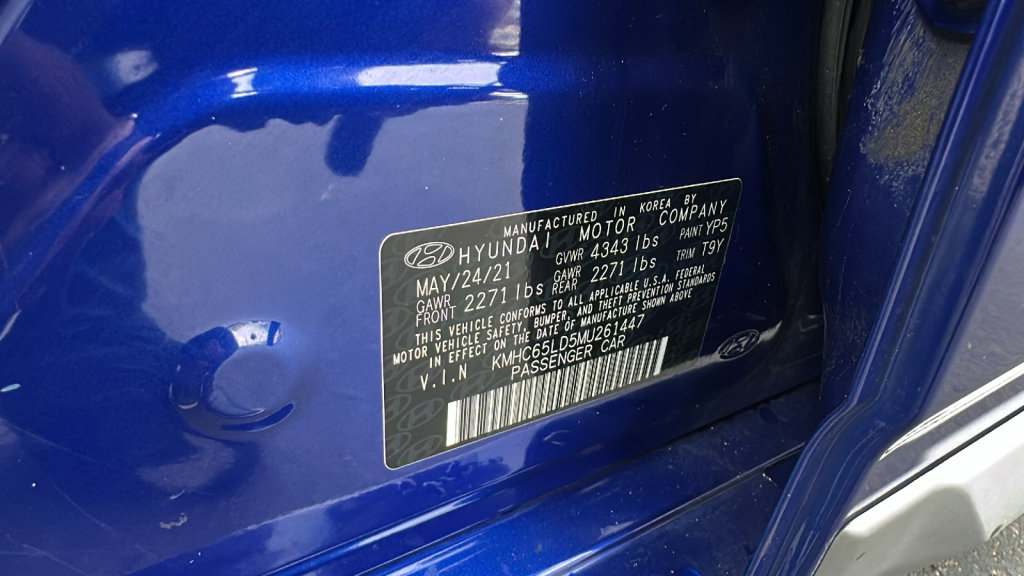 MANUFACTURED IN KOREA BY
HYUNDAI MOTOR COMPANY
MAY/24/21 GVWR 4343 lbs PAINT YP5
GAWR FRONT 2271 lbs GAWR REAR 2271 lbs TRIM T9Y
THIS VEHICLE CONFORMS TO ALL APPLICABLE U.S.A. FEDERAL
MOTOR VEHICLE SAFETY, BUMPER, AND THEFT PREVENTION STANDARDS
IN EFFECT ON THE DATE OF MANUFACTURE SHOWN ABOVE
V.I.N KMHC65LD5MU261447
PASSENGER CAR